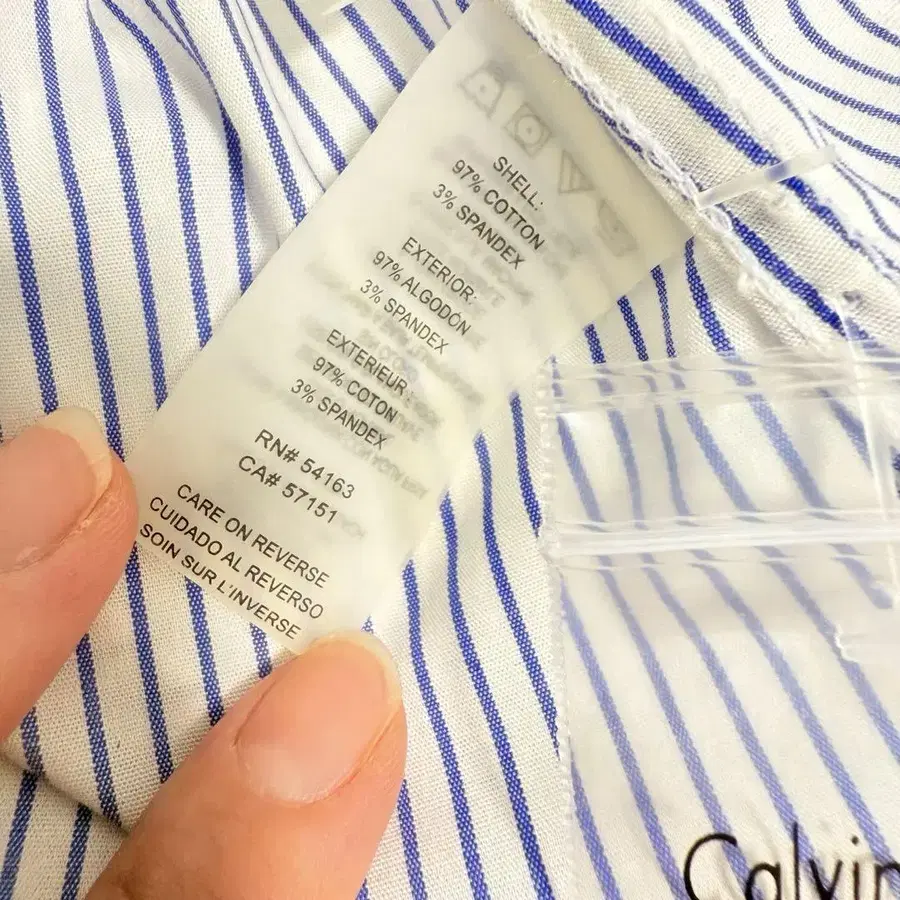 SHELL:
97% COTTON
3% SPANDEX
EXTERIOR:
97% ALGODÓN
3% SPANDEX
EXTERIEUR:
97% COTON
3% SPANDEX
RN# 54163
CA# 57151
CARE ON REVERSE
CUIDADO AL REVERSO
SOIN SUR L'INVERSE
Calvin